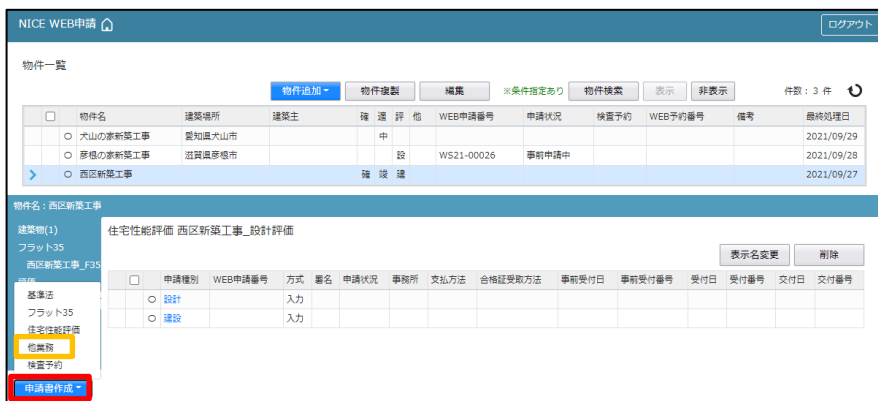 NICE WEB申請
ログアウト
物件一覧
物件追加 物件複製 編集 ※条件指定あり 物件検索 表示 非表示 件数：3 件
物件名 建築場所 建築主 確 適 評 他 WEB申請番号 申請状況 検査予約 WEB予約番号 備考 最終処理日
○ 犬山の家新築工事 愛知県犬山市 中 2021/09/29
○ 彦根の家新築工事 滋賀県彦根市 設 WS21-00026 事前申請中 2021/09/28
○ 西区新築工事 確 竣 建 2021/09/27
物件名：西区新築工事
建築物(1)
フラット35
西区新築工事_F35
住宅性能評価 西区新築工事_設計評価
表示名変更 削除
申請種別 WEB申請番号 方式 署名 申請状況 事務所 支払方法 合格証受取方法 事前受付日 事前受付番号 受付日 受付番号 交付日 交付番号
○ 設計 入力
○ 建設 入力
基準法
フラット35
住宅性能評価
他業務
検査予約
申請書作成